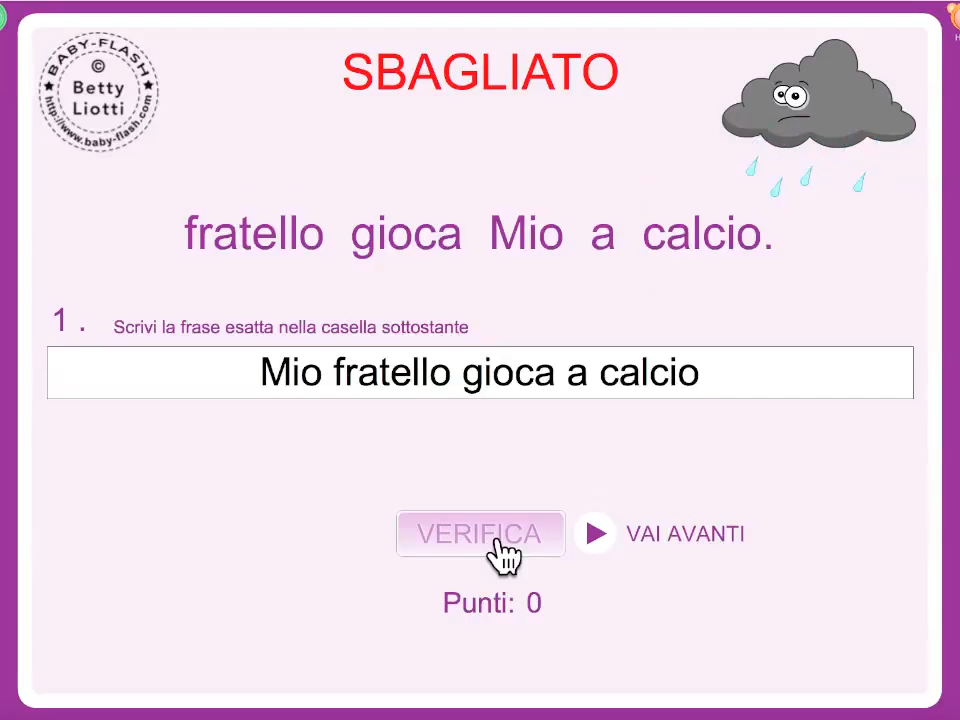 BABY-FLASH
©
Betty
Liotti
http://www.baby-flash.com
SBAGLIATO
fratello gioca Mio a calcio.
1 . Scrivi la frase esatta nella casella sottostante
Mio fratello gioca a calcio
VERIFICA
VAI AVANTI
Punti: 0